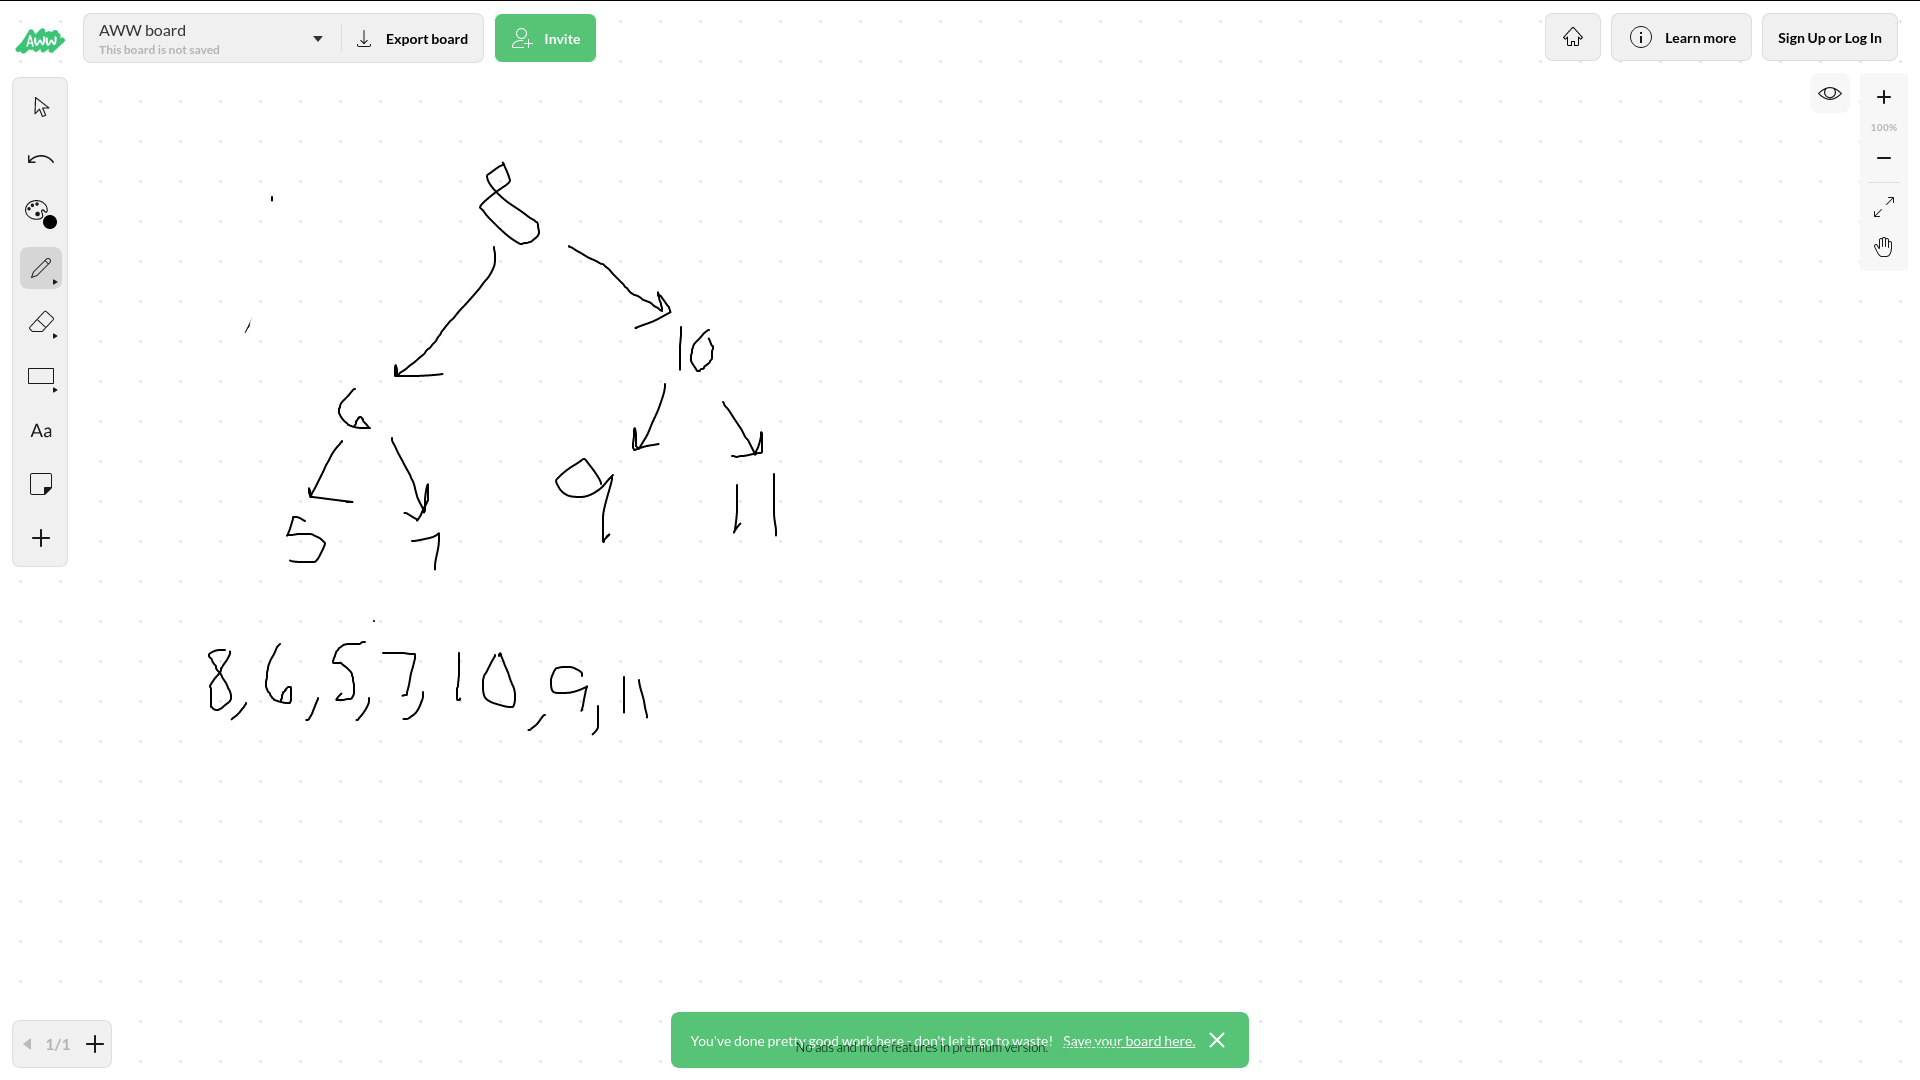 AWW
AWW board
This board is not saved
Export board
Invite
Learn more
Sign Up or Log In
100%
Aa
8
10
6
9
11
5
7
8, 6, 5, 7, 10, 9, 11
1/1
You've done pretty good work here - don't let it go to waste! Save your board here.
No ads and more features in premium version.